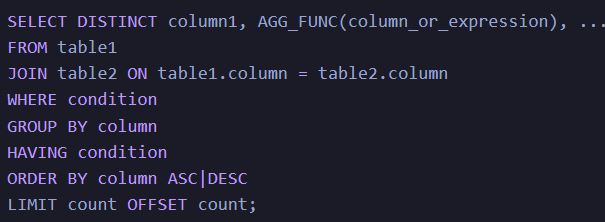 SELECT DISTINCT column1, AGG_FUNC(column_or_expression), ...
FROM table1
JOIN table2 ON table1.column = table2.column
WHERE condition
GROUP BY column
HAVING condition
ORDER BY column ASC|DESC
LIMIT count OFFSET count;